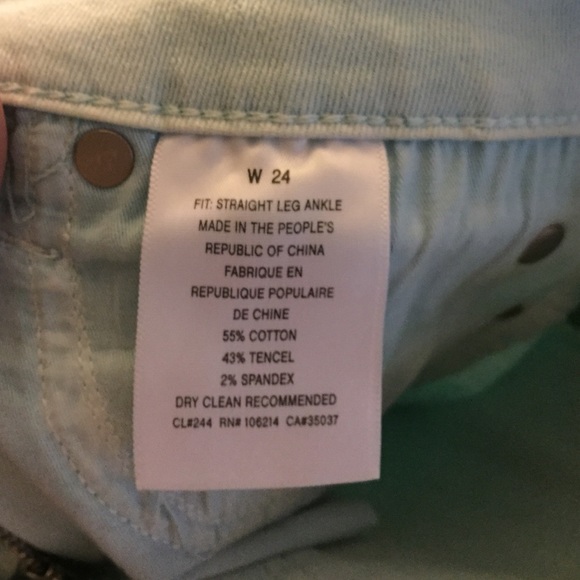 W 24
FIT: STRAIGHT LEG ANKLE
MADE IN THE PEOPLE'S
REPUBLIC OF CHINA
FABRIQUE EN
REPUBLIQUE POPULAIRE
DE CHINE
55% COTTON
43% TENCEL
2% SPANDEX
DRY CLEAN RECOMMENDED
CL#244 RN# 106214 CA#35037